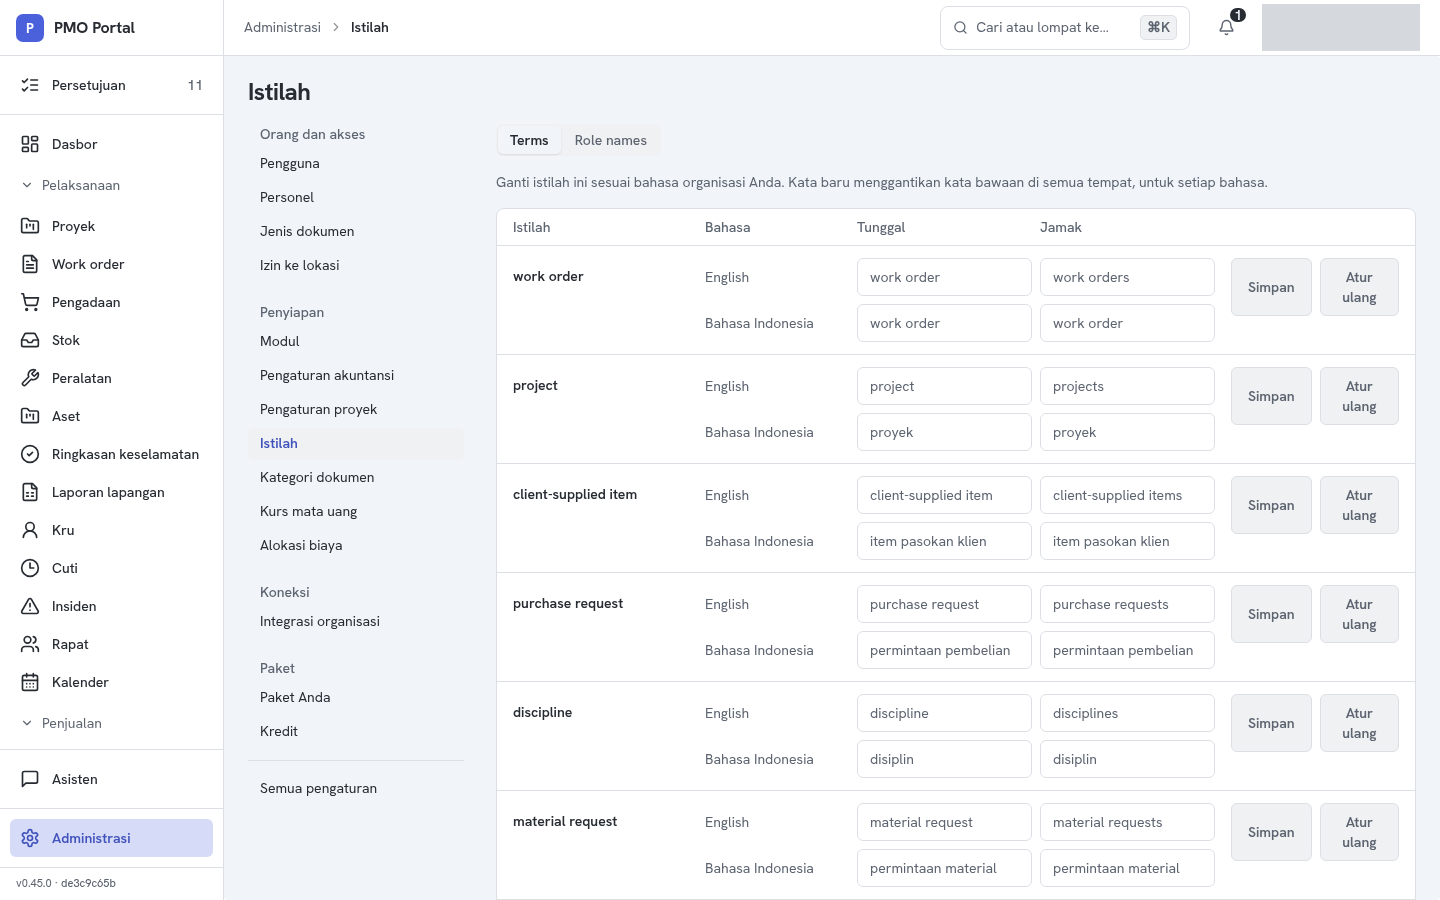 P PMO Portal
Administrasi > Istilah
Cari atau lompat ke...
⌘K
1
Persetujuan 11
Dasbor
Pelaksanaan
Proyek
Work order
Pengadaan
Stok
Peralatan
Aset
Ringkasan keselamatan
Laporan lapangan
Kru
Cuti
Insiden
Rapat
Kalender
Penjualan
Asisten
Administrasi
v0.45.0 · de3c9c65b
Istilah
Orang dan akses
Pengguna
Personel
Jenis dokumen
Izin ke lokasi
Penyiapan
Modul
Pengaturan akuntansi
Pengaturan proyek
Istilah
Kategori dokumen
Kurs mata uang
Alokasi biaya
Koneksi
Integrasi organisasi
Paket
Paket Anda
Kredit
Semua pengaturan
Terms Role names
Ganti istilah ini sesuai bahasa organisasi Anda. Kata baru menggantikan kata bawaan di semua tempat, untuk setiap bahasa.
Istilah Bahasa Tunggal Jamak
work order English work order work orders Simpan Atur ulang
Bahasa Indonesia work order work order
project English project projects Simpan Atur ulang
Bahasa Indonesia proyek proyek
client-supplied item English client-supplied item client-supplied items Simpan Atur ulang
Bahasa Indonesia item pasokan klien item pasokan klien
purchase request English purchase request purchase requests Simpan Atur ulang
Bahasa Indonesia permintaan pembelian permintaan pembelian
discipline English discipline disciplines Simpan Atur ulang
Bahasa Indonesia disiplin disiplin
material request English material request material requests Simpan Atur ulang
Bahasa Indonesia permintaan material permintaan material